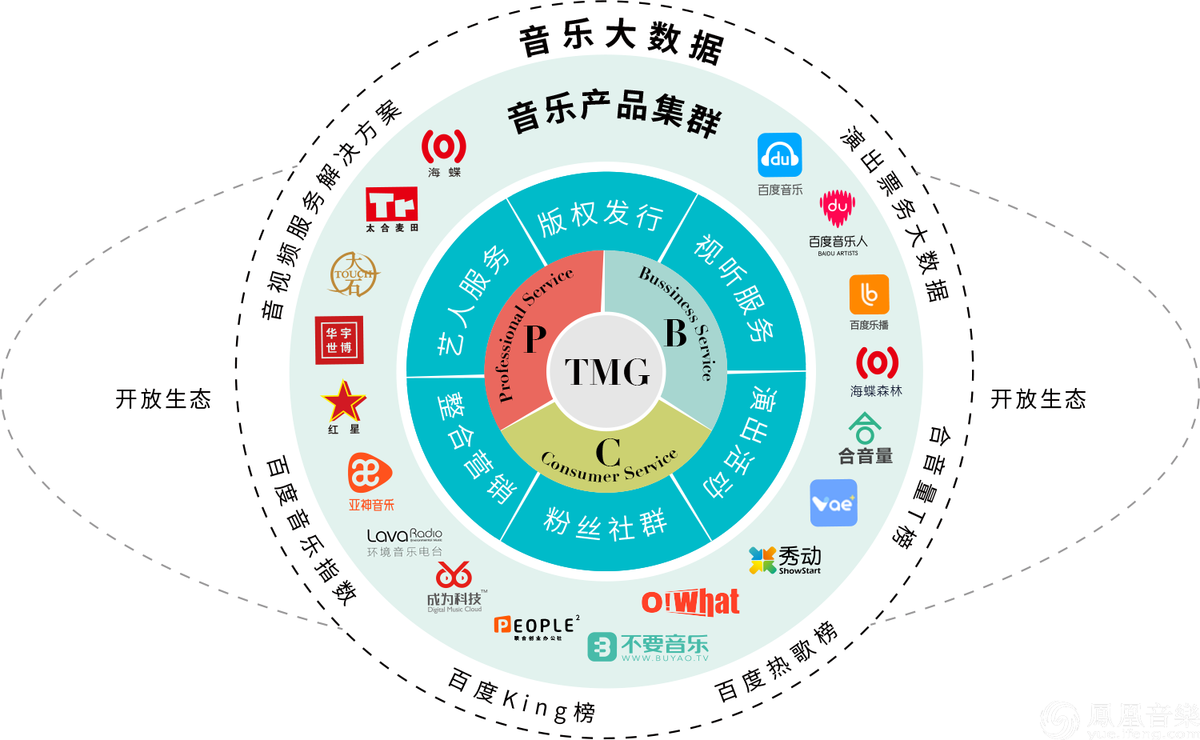 音乐大数据
音乐产品集群
音视频服务解决方案
演出票务大数据
海蝶
太合麦田
大石
TOUCH
华宇
世博
红星
亚神音乐
Lava Radio
环境音乐电台
成为科技™
Digital Music Cloud
PEOPLE²
联合创业办公社
不要音乐
WWW.BUYAO.TV
O!What
秀动
ShowStart
Vae+
合音量
海蝶森林
百度乐播
du
百度音乐人
BAIDU ARTISTS
du
百度音乐
版权发行
视听服务
演出活动
粉丝社群
整合营销
艺人服务
Professional Service
P
Bussiness Service
B
Consumer Service
C
TMG
开放生态
开放生态
百度音乐指数
百度King榜
百度热歌榜
合音量T榜
鳳凰音樂
yue.ifeng.com